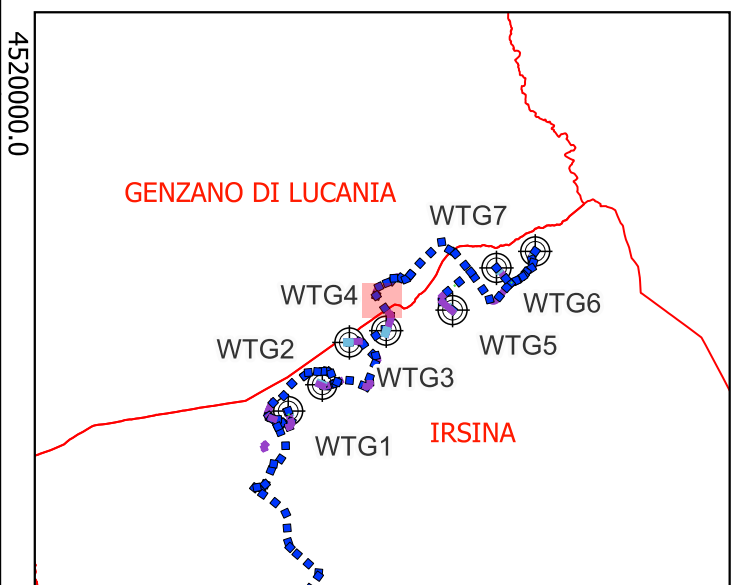 4520000.0
GENZANO DI LUCANIA
WTG7
WTG4
WTG6
WTG2
WTG5
WTG3
IRSINA
WTG1